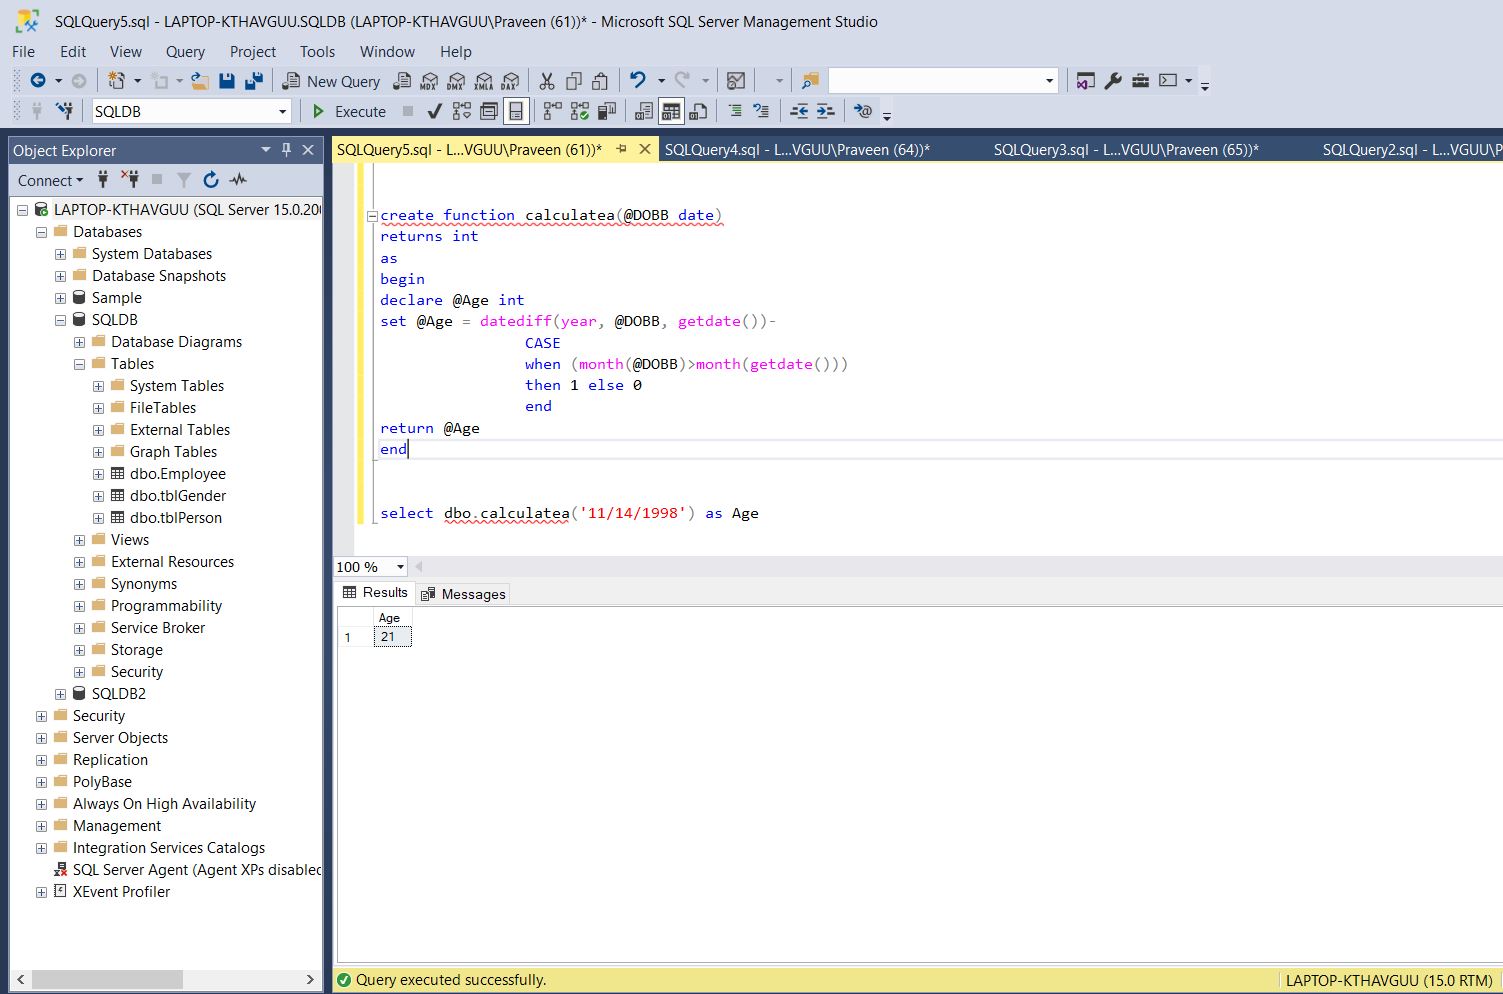 SQLQuery5.sql - LAPTOP-KTHAVGUU.SQLDB (LAPTOP-KTHAVGUU\Praveen (61))* - Microsoft SQL Server Management Studio
File Edit View Query Project Tools Window Help
New Query MDX DMX XMLA DAX
SQLDB Execute
Object Explorer
Connect
LAPTOP-KTHAVGUU (SQL Server 15.0.20
Databases
System Databases
Database Snapshots
Sample
SQLDB
Database Diagrams
Tables
System Tables
FileTables
External Tables
Graph Tables
dbo.Employee
dbo.tblGender
dbo.tblPerson
Views
External Resources
Synonyms
Programmability
Service Broker
Storage
Security
SQLDB2
Security
Server Objects
Replication
PolyBase
Always On High Availability
Management
Integration Services Catalogs
SQL Server Agent (Agent XPs disabled
XEvent Profiler
SQLQuery5.sql - L...VGUU\Praveen (61))* SQLQuery4.sql - L...VGUU\Praveen (64))* SQLQuery3.sql - L...VGUU\Praveen (65))* SQLQuery2.sql - L...VGUU\P
create function calculatea(@DOBB date)
returns int
as
begin
declare @Age int
set @Age = datediff(year, @DOBB, getdate())-
CASE
when (month(@DOBB)>month(getdate()))
then 1 else 0
end
return @Age
end
select dbo.calculatea('11/14/1998') as Age
100 %
Results Messages
Age
1 21
Query executed successfully. LAPTOP-KTHAVGUU (15.0 RTM)